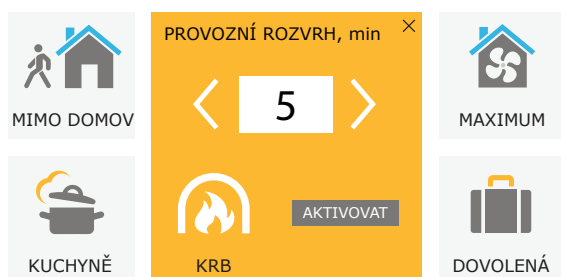 PROVOZNÍ ROZVRH, min
5
MIMO DOMOV
MAXIMUM
AKTIVOVAT
KUCHYNĚ
KRB
DOVOLENÁ